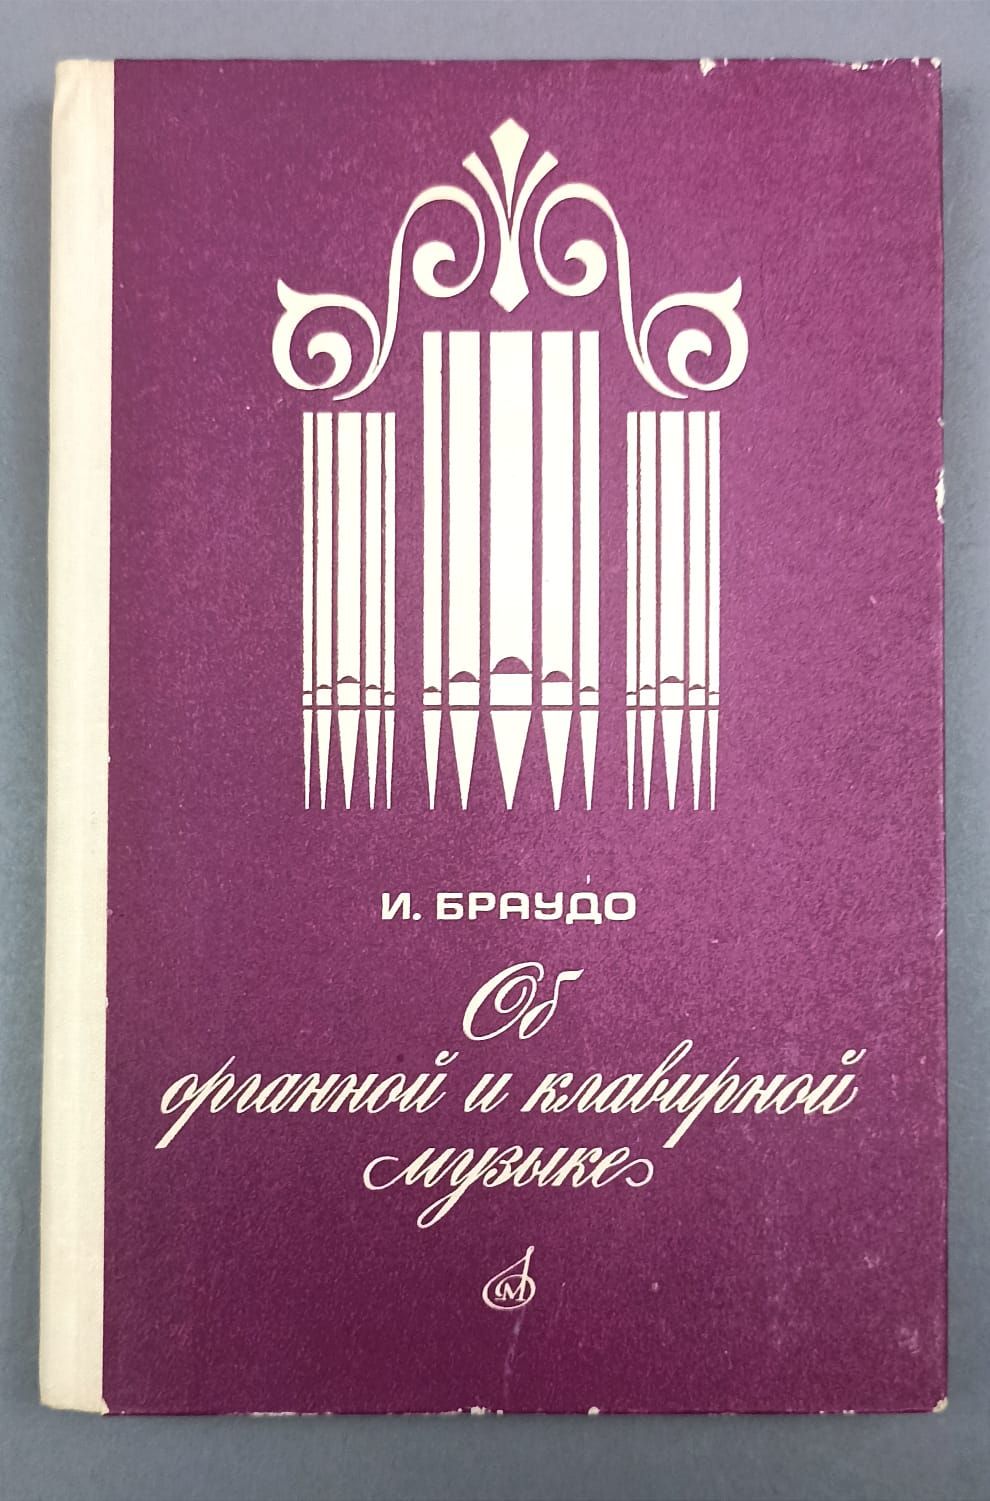 И. БРАУДО
Об
органной и клавирной
музыке
М